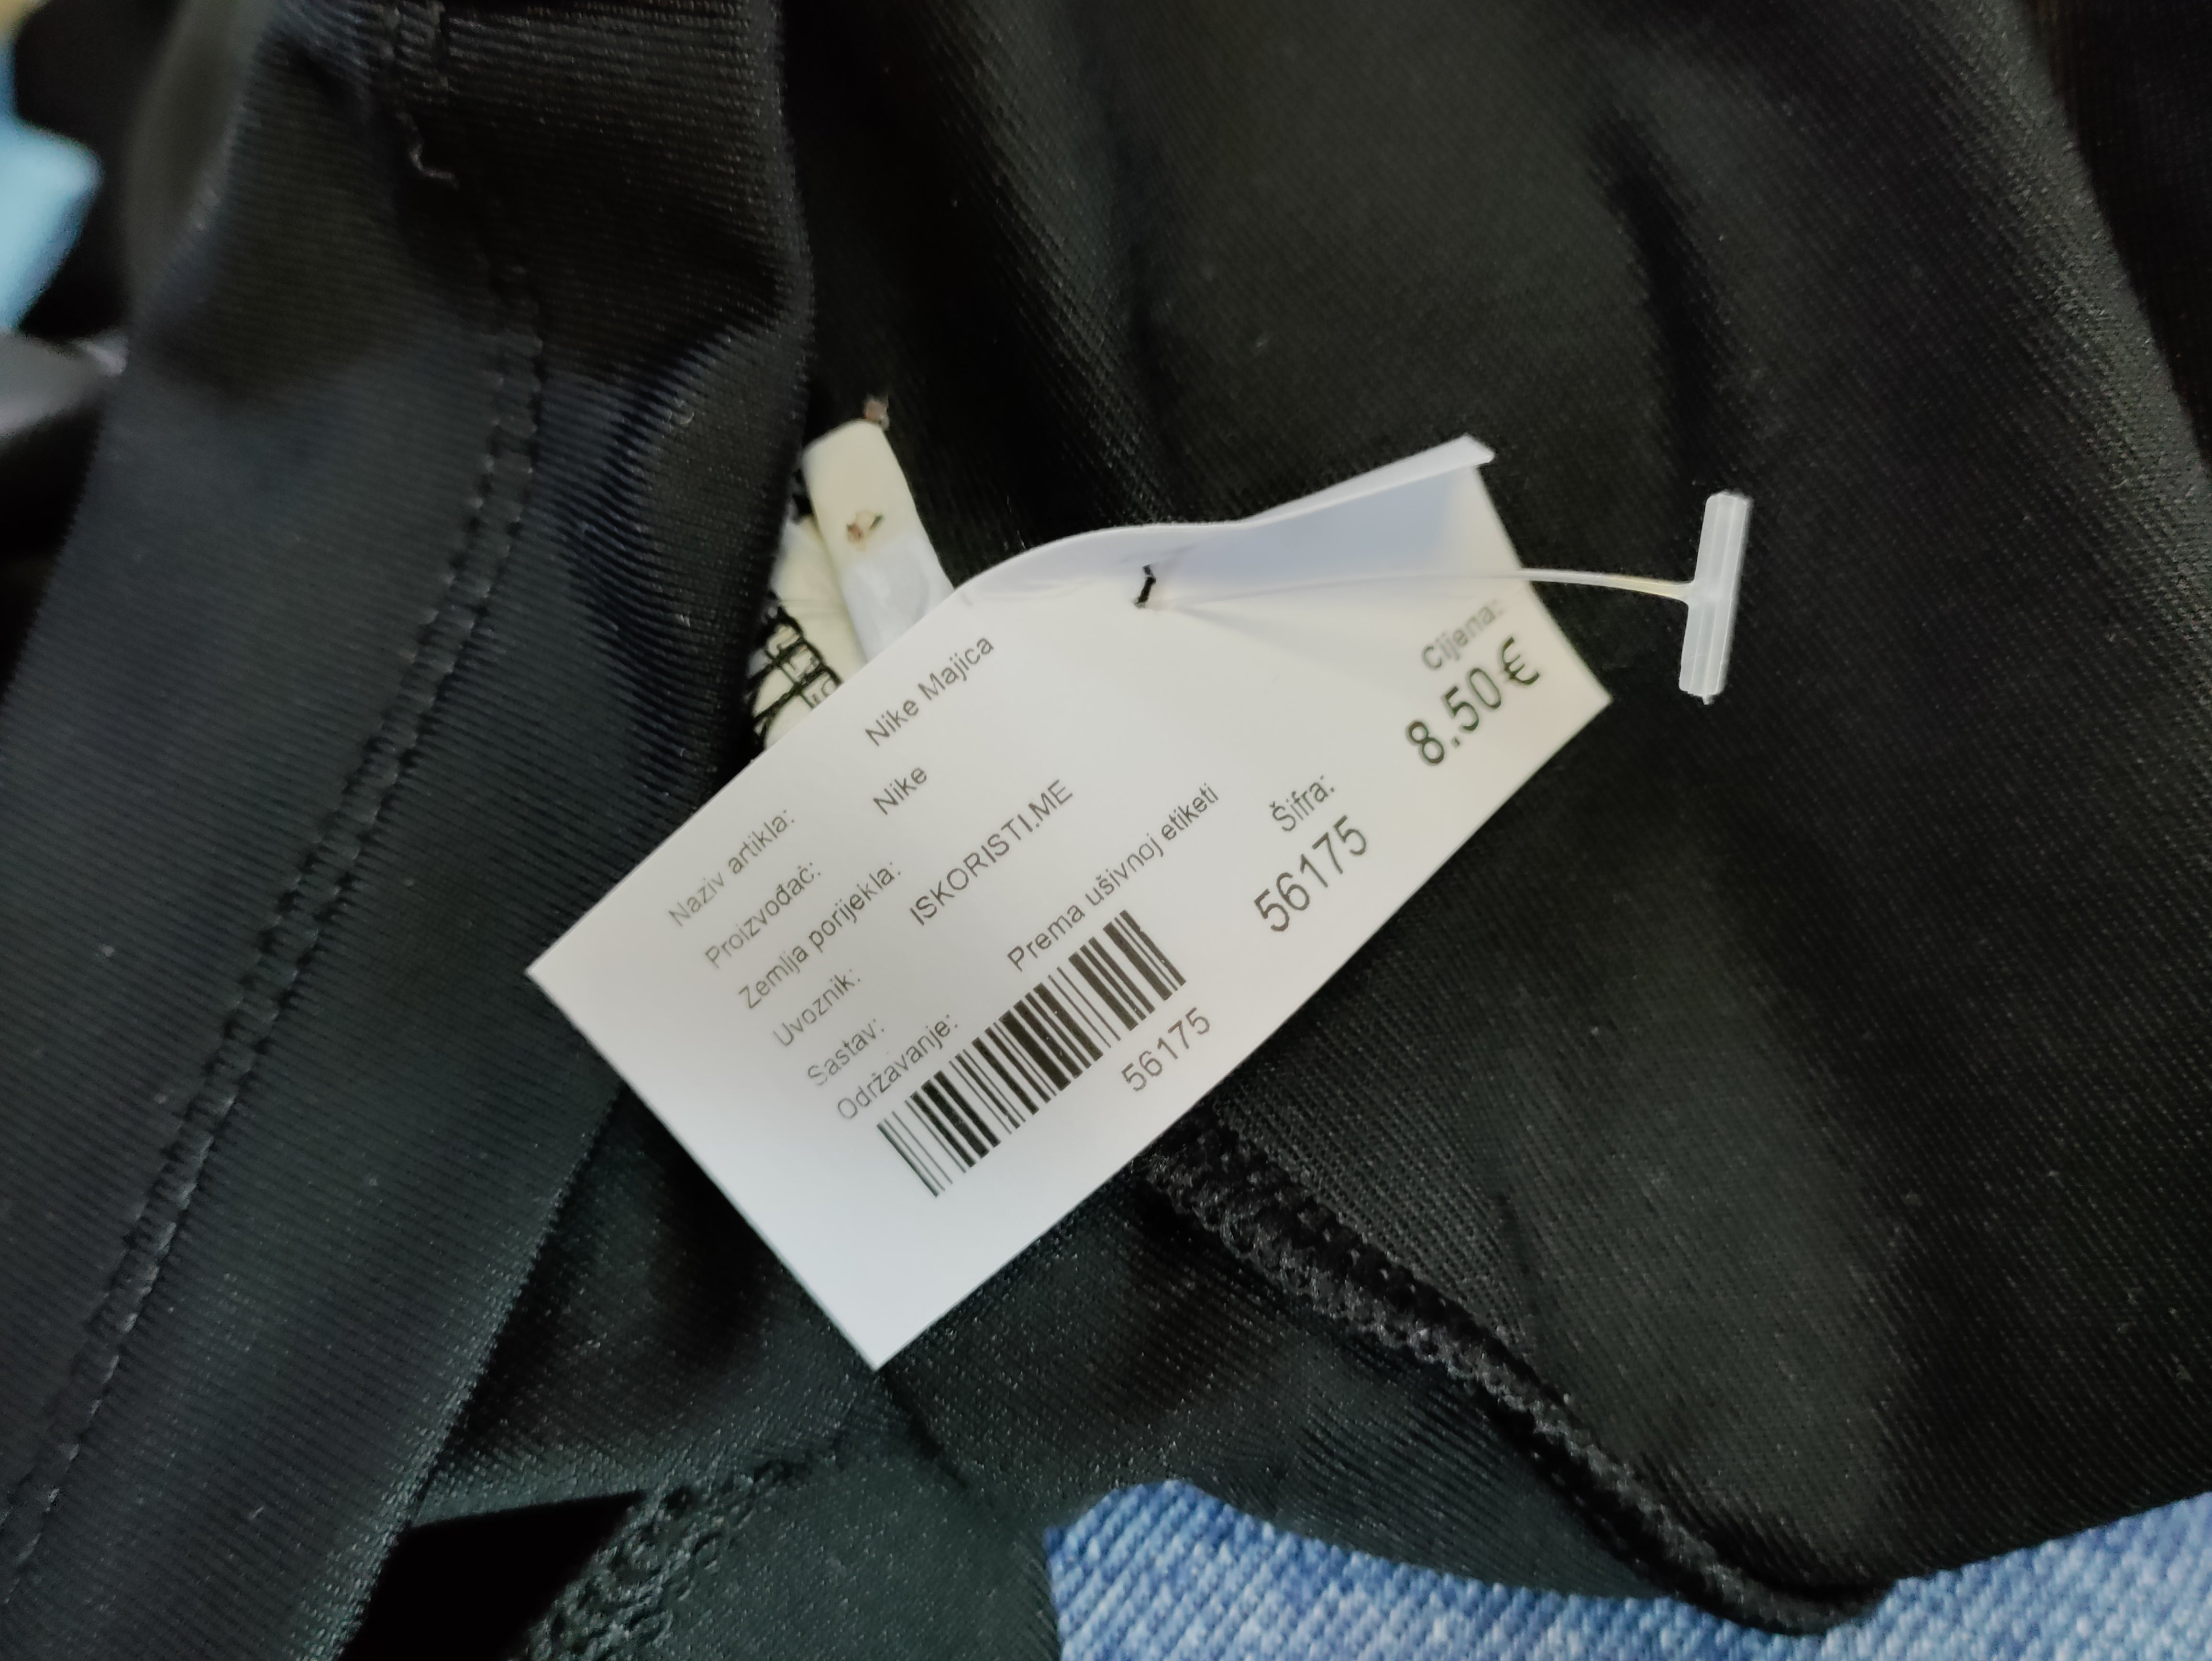 Naziv artikla: Nike Majica
Proizvođač: Nike
Zemlja porijekla:
Uvoznik: ISKORISTI.ME
Sastav:
Održavanje: Prema ušivnoj etiketi
56175
Šifra:
56175
Cijena:
8.50€